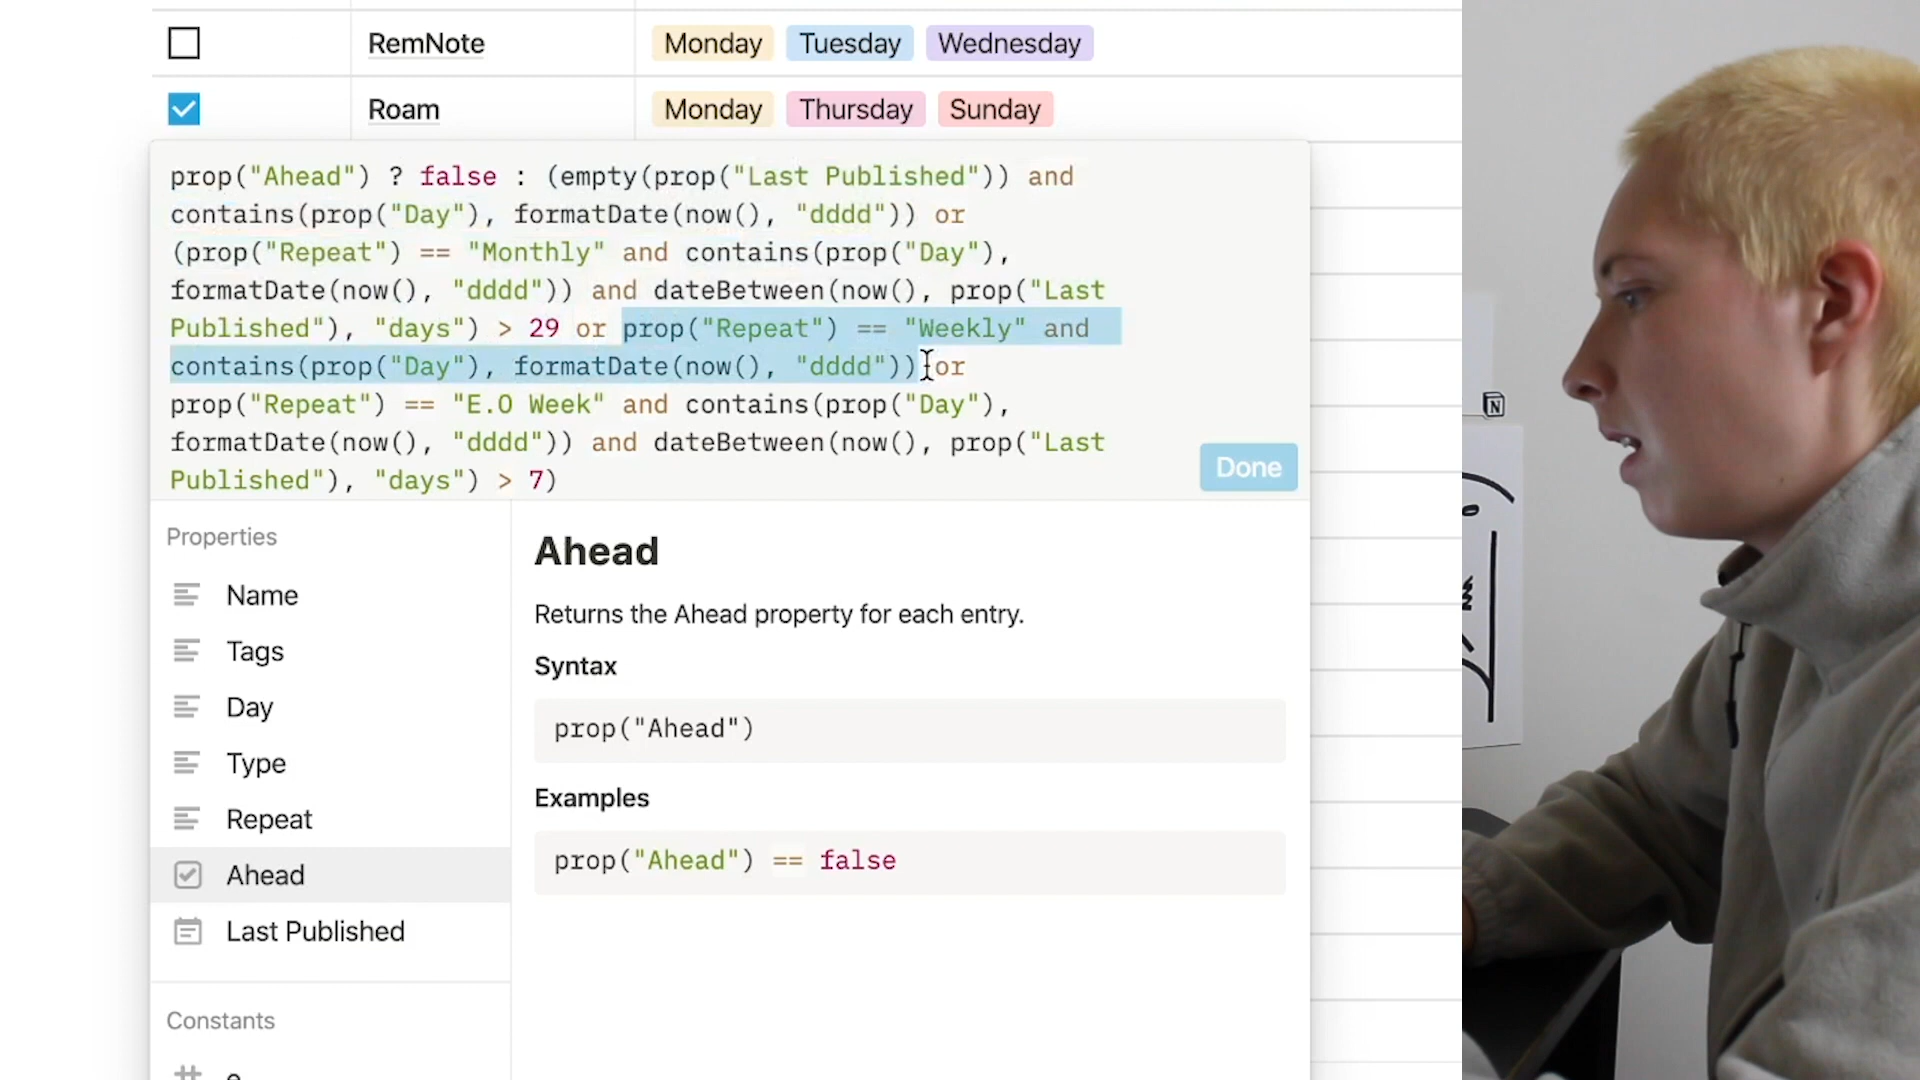 RemNote Monday Tuesday Wednesday
Roam Monday Thursday Sunday
prop("Ahead") ? false : (empty(prop("Last Published")) and
contains(prop("Day"), formatDate(now(), "dddd")) or
(prop("Repeat") == "Monthly" and contains(prop("Day"),
formatDate(now(), "dddd")) and dateBetween(now(), prop("Last
Published"), "days") > 29 or prop("Repeat") == "Weekly" and
contains(prop("Day"), formatDate(now(), "dddd")) or
prop("Repeat") == "E.O Week" and contains(prop("Day"),
formatDate(now(), "dddd")) and dateBetween(now(), prop("Last
Published"), "days") > 7)
Done
Properties
Name
Tags
Day
Type
Repeat
Ahead
Last Published
Constants
e
Ahead
Returns the Ahead property for each entry.
Syntax
prop("Ahead")
Examples
prop("Ahead") == false
N